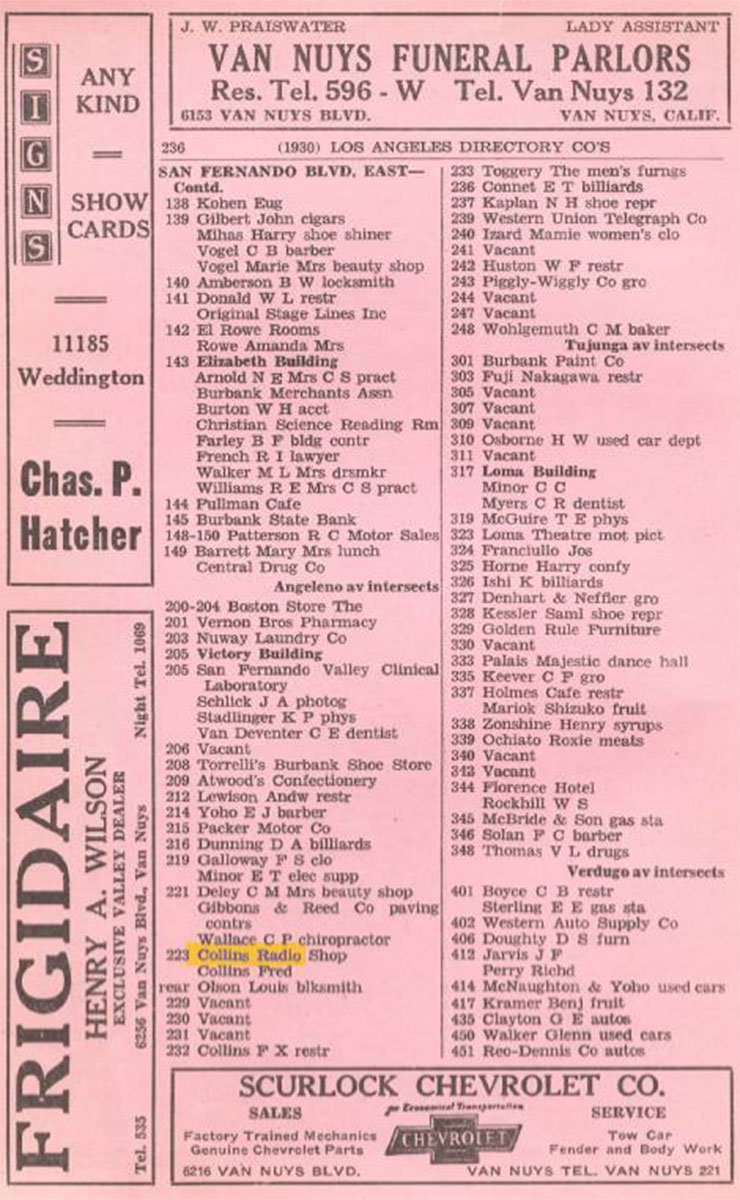 SIGNS
ANY
KIND
SHOW
CARDS
11185
Weddington
Chas. P.
Hatcher
FRIGIDAIRE
HENRY A. WILSON
EXCLUSIVE VALLEY DEALER
Tel. 535 6256 Van Nuys Blvd., Van Nuys Night Tel. 1069
J. W. PRAISWATER LADY ASSISTANT
VAN NUYS FUNERAL PARLORS
Res. Tel. 596 - W Tel. Van Nuys 132
6153 VAN NUYS BLVD. VAN NUYS, CALIF.
236 (1930) LOS ANGELES DIRECTORY CO'S
SAN FERNANDO BLVD, EAST—
Contd.
138 Kohen Eug
139 Gilbert John cigars
Mihas Harry shoe shiner
Vogel C B barber
Vogel Marie Mrs beauty shop
140 Amberson B W locksmith
141 Donald W L restr
Original Stage Lines Inc
142 El Rowe Rooms
Rowe Amanda Mrs
143 Elizabeth Building
Arnold N E Mrs C S pract
Burbank Merchants Assn
Burton W H acct
Christian Science Reading Rm
Farley B F bldg contr
French R I lawyer
Walker M L Mrs drsmkr
Williams R E Mrs C S pract
144 Pullman Cafe
145 Burbank State Bank
148-150 Patterson R C Motor Sales
149 Barrett Mary Mrs lunch
Central Drug Co
Angeleno av intersects
200-204 Boston Store The
201 Vernon Bros Pharmacy
203 Nuway Laundry Co
205 Victory Building
205 San Fernando Valley Clinical
Laboratory
Schlick J A photog
Stadlinger K P phys
Van Deventer C E dentist
206 Vacant
208 Torrelli's Burbank Shoe Store
209 Atwood's Confectionery
212 Lewison Andw restr
214 Yoho E J barber
215 Packer Motor Co
216 Dunning D A billiards
219 Galloway F S clo
Minor E T elec supp
221 Deley C M Mrs beauty shop
Gibbons & Reed Co paving
contrs
Wallace C P chiropractor
223 Collins Radio Shop
Collins Fred
rear Olson Louis blksmith
229 Vacant
230 Vacant
231 Vacant
232 Collins F X restr
233 Toggery The men's furngs
236 Connet E T billiards
237 Kaplan N H shoe repr
239 Western Union Telegraph Co
240 Izard Mamie women's clo
241 Vacant
242 Huston W F restr
243 Piggly-Wiggly Co gro
244 Vacant
247 Vacant
248 Wohlgemuth C M baker
Tujunga av intersects
301 Burbank Paint Co
303 Fuji Nakagawa restr
305 Vacant
307 Vacant
309 Vacant
310 Osborne H W used car dept
311 Vacant
317 Loma Building
Minor C C
Myers C R dentist
319 McGuire T E phys
323 Loma Theatre mot pict
324 Franciullo Jos
325 Horne Harry confy
326 Ishi K billiards
327 Denhart & Neffler gro
328 Kessler Saml shoe repr
329 Golden Rule Furniture
330 Vacant
333 Palais Majestic dance hall
335 Keever C F gro
337 Holmes Cafe restr
Mariok Shizuko fruit
338 Zonshine Henry syrups
339 Ochiato Roxie meats
340 Vacant
342 Vacant
344 Florence Hotel
Rockhill W S
345 McBride & Son gas sta
346 Solan F C barber
348 Thomas V L drugs
Verdugo av intersects
401 Boyce C B restr
Sterling E E gas sta
402 Western Auto Supply Co
406 Doughty D S furn
412 Jarvis J F
Perry Richd
414 McNaughton & Yoho used cars
417 Kramer Benj fruit
435 Clayton G E autos
450 Walker Glenn used cars
451 Reo-Dennis Co autos
SCURLOCK CHEVROLET CO.
for Economical Transportation
CHEVROLET
SALES SERVICE
Factory Trained Mechanics Tow Car
Genuine Chevrolet Parts Fender and Body Work
6216 VAN NUYS BLVD. VAN NUYS TEL. VAN NUYS 221